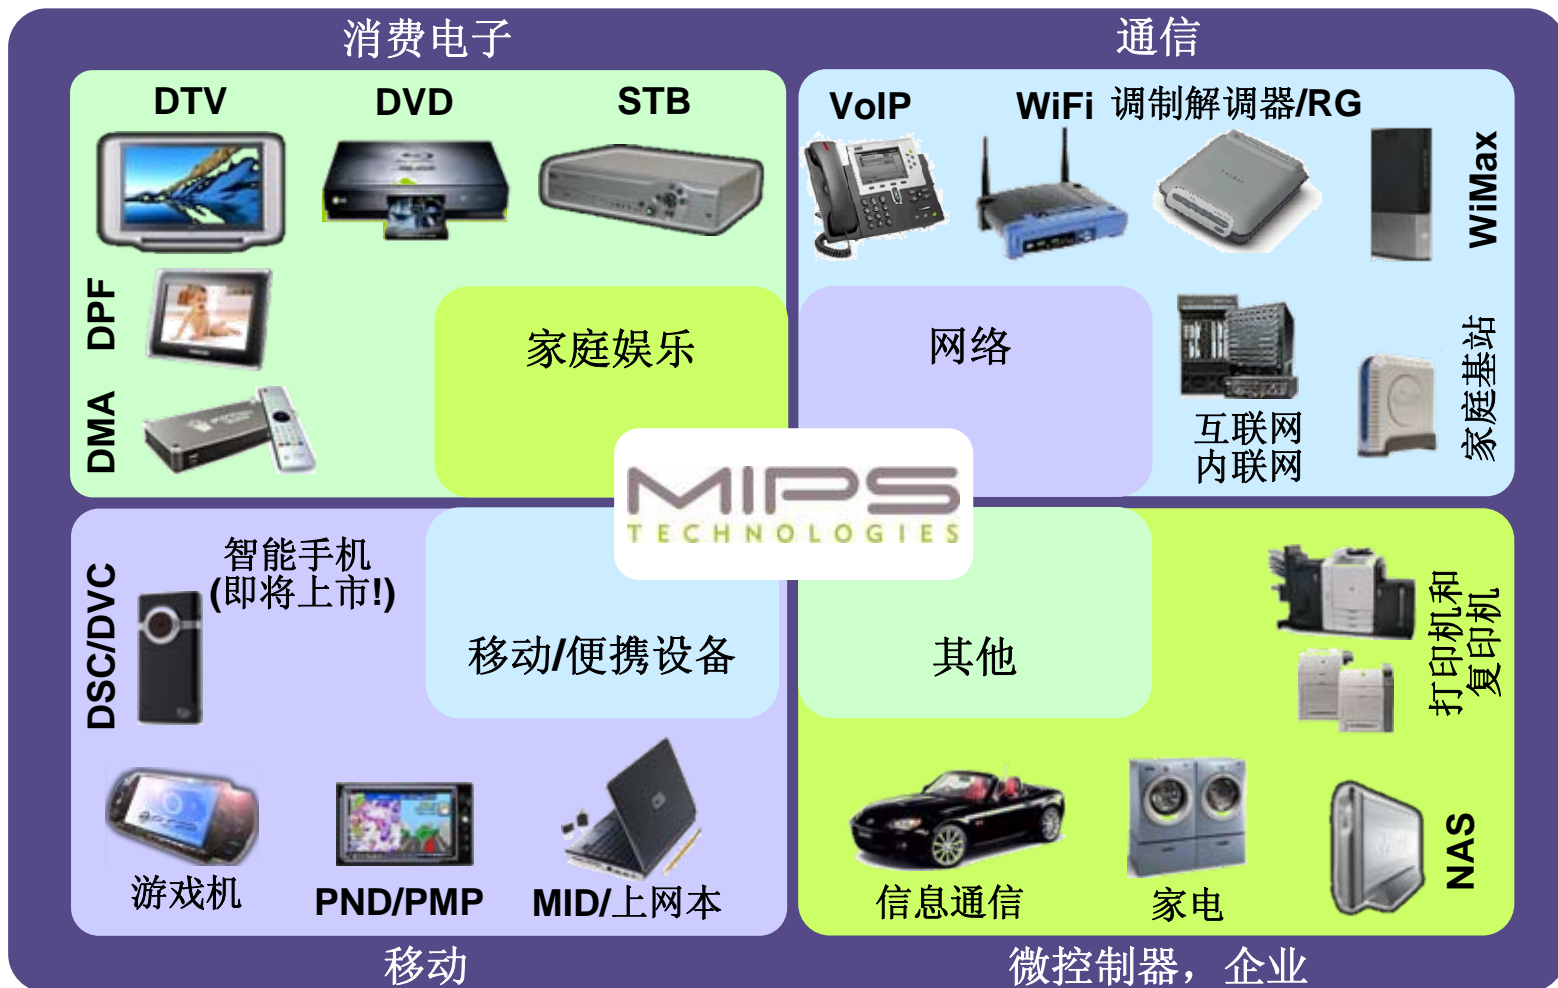 消费电子
通信
DTV
DVD
STB
DPF
DMA
家庭娱乐
VoIP
WiFi
调制解调器/RG
WiMax
网络
互联网
内联网
家庭基站
MIPS
TECHNOLOGIES
DSC/DVC
智能手机
(即将上市!)
移动/便携设备
游戏机
PND/PMP
MID/上网本
其他
打印机和
复印机
信息通信
家电
NAS
移动
微控制器，企业